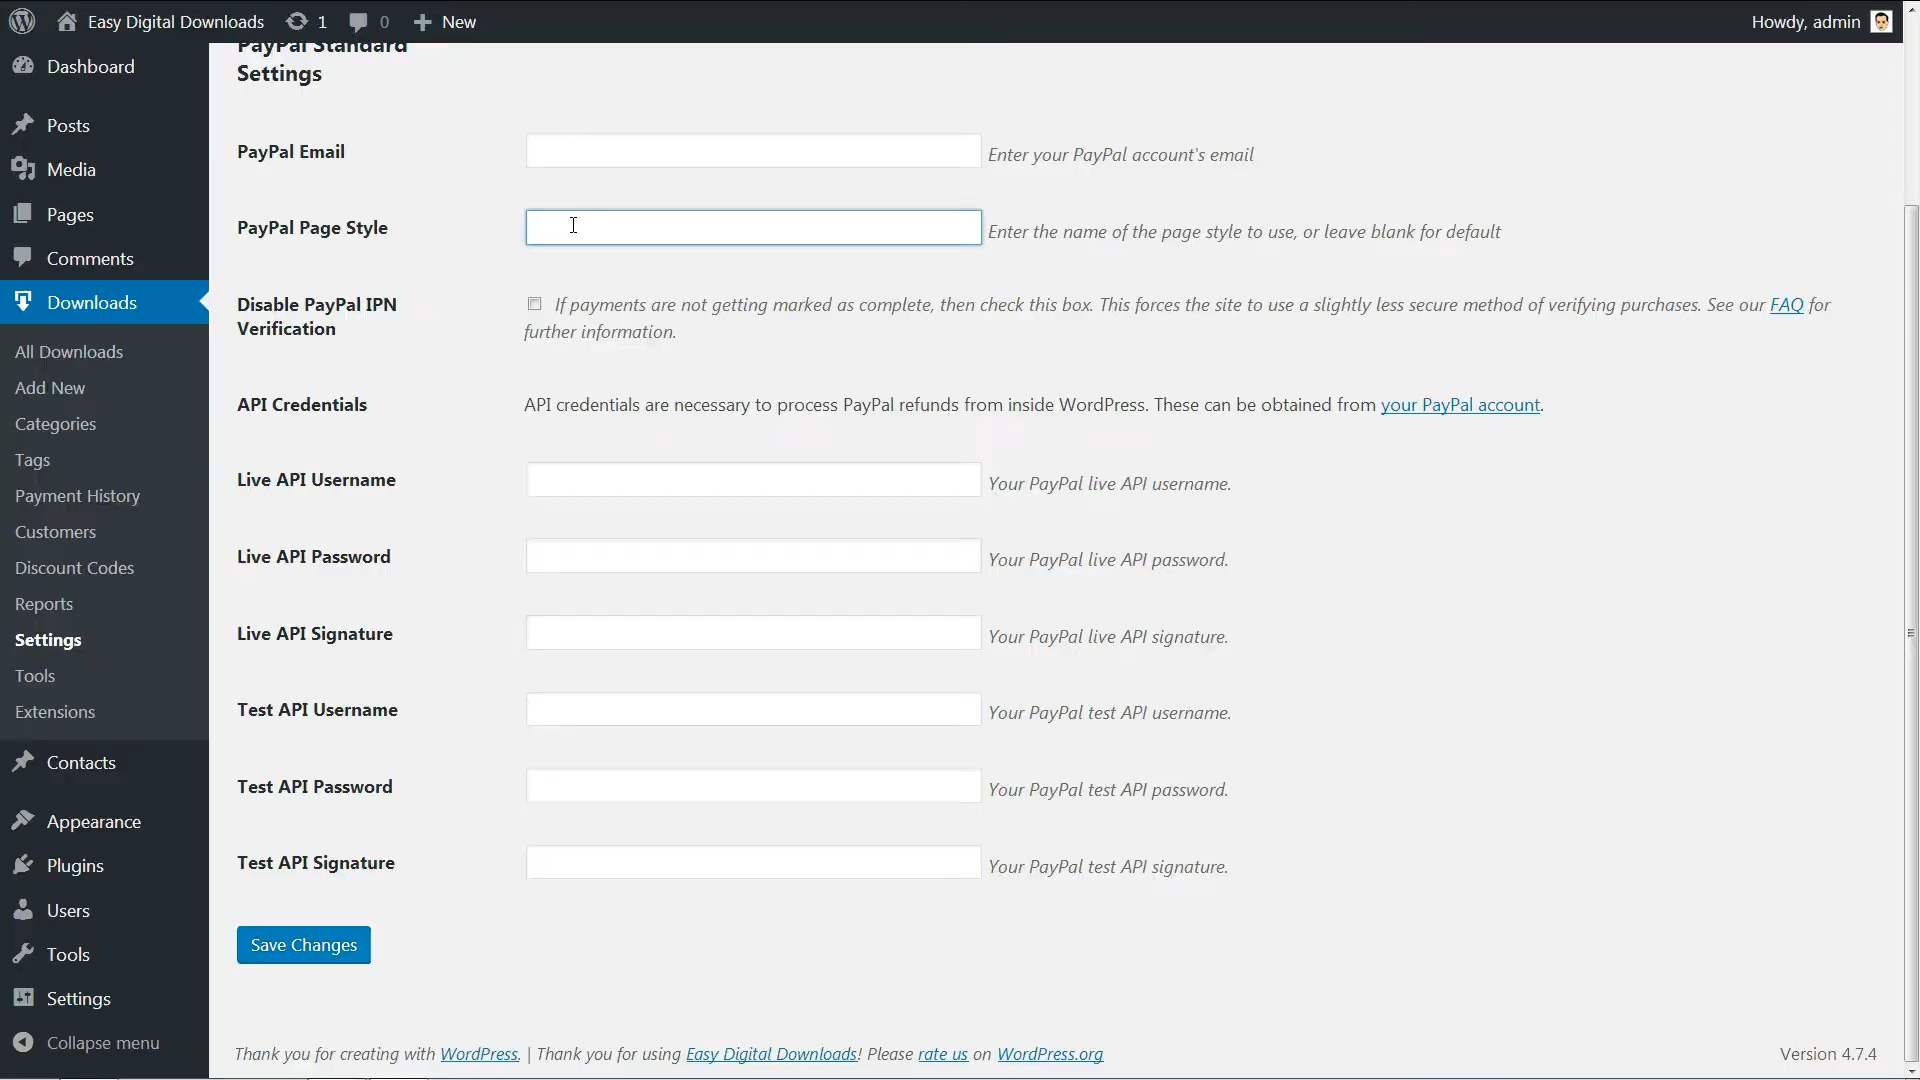 Easy Digital Downloads 1 0 New Howdy, admin
Dashboard
Posts
Media
Pages
Comments
Downloads
All Downloads
Add New
Categories
Tags
Payment History
Customers
Discount Codes
Reports
Settings
Tools
Extensions
Contacts
Appearance
Plugins
Users
Tools
Settings
Collapse menu
PayPal Standard
Settings
PayPal Email Enter your PayPal account's email
PayPal Page Style Enter the name of the page style to use, or leave blank for default
Disable PayPal IPN
Verification
If payments are not getting marked as complete, then check this box. This forces the site to use a slightly less secure method of verifying purchases. See our FAQ for
further information.
API Credentials API credentials are necessary to process PayPal refunds from inside WordPress. These can be obtained from your PayPal account.
Live API Username Your PayPal live API username.
Live API Password Your PayPal live API password.
Live API Signature Your PayPal live API signature.
Test API Username Your PayPal test API username.
Test API Password Your PayPal test API password.
Test API Signature Your PayPal test API signature.
Save Changes
Thank you for creating with WordPress. | Thank you for using Easy Digital Downloads! Please rate us on WordPress.org Version 4.7.4